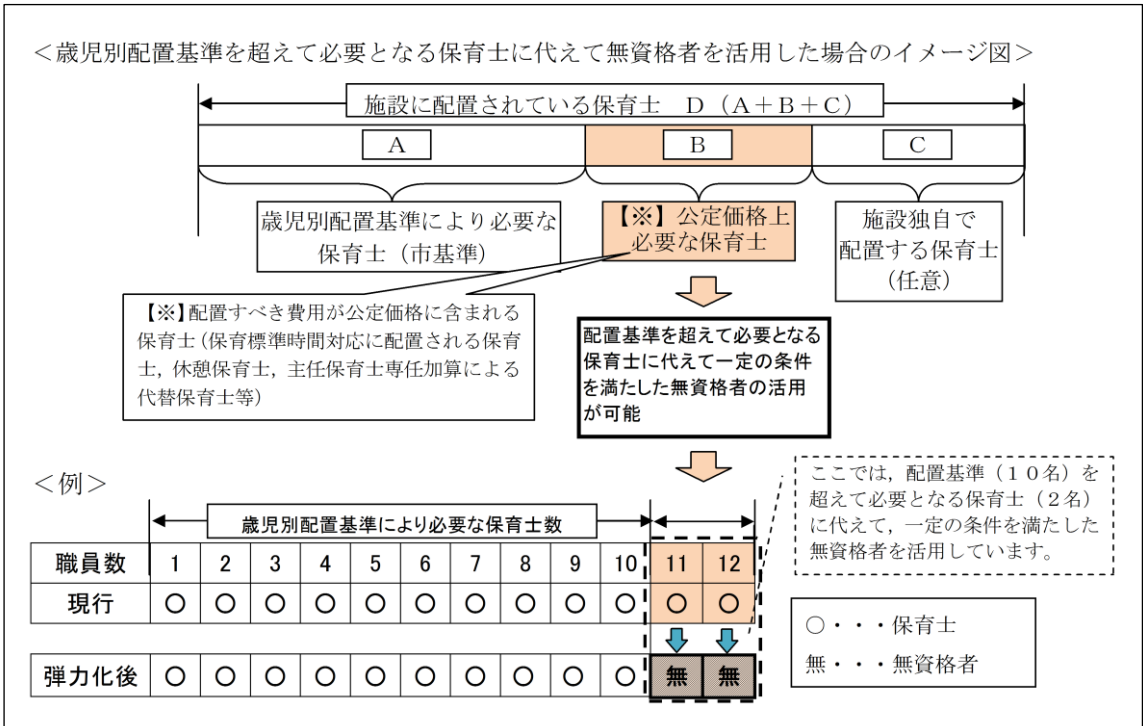 ＜歳児別配置基準を超えて必要となる保育士に代えて無資格者を活用した場合のイメージ図＞
施設に配置されている保育士　Ｄ（Ａ＋Ｂ＋Ｃ）
Ａ
Ｂ
Ｃ
歳児別配置基準により必要な
保育士（市基準）
【※】公定価格上
必要な保育士
施設独自で
配置する保育士
（任意）
【※】配置すべき費用が公定価格に含まれる
保育士（保育標準時間対応に配置される保育
士，休憩保育士，主任保育士専任加算による
代替保育士等）
配置基準を超えて必要となる
保育士に代えて一定の条件
を満たした無資格者の活用
が可能
＜例＞
ここでは，配置基準（１０名）を
超えて必要となる保育士（２名）
に代えて，一定の条件を満たした
無資格者を活用しています。
歳児別配置基準により必要な保育士数
職員数 1 2 3 4 5 6 7 8 9 10 11 12
現行 ○ ○ ○ ○ ○ ○ ○ ○ ○ ○ ○ ○
弾力化後 ○ ○ ○ ○ ○ ○ ○ ○ ○ ○ 無 無
○・・・保育士
無・・・無資格者